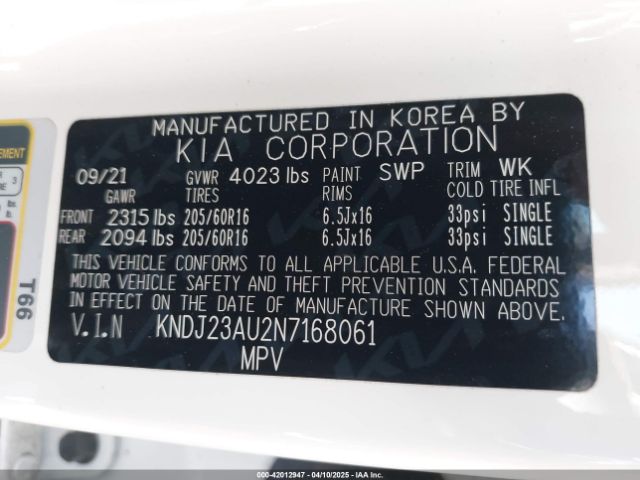 MANUFACTURED IN KOREA BY
KIA CORPORATION
09/21 GVWR 4023 lbs PAINT SWP TRIM WK
GAWR TIRES RIMS COLD TIRE INFL
FRONT 2315 lbs 205/60R16 6.5Jx16 33psi SINGLE
REAR 2094 lbs 205/60R16 6.5Jx16 33psi SINGLE
THIS VEHICLE CONFORMS TO ALL APPLICABLE U.S.A. FEDERAL
MOTOR VEHICLE SAFETY AND THEFT PREVENTION STANDARDS
IN EFFECT ON THE DATE OF MANUFACTURE SHOWN ABOVE.
V.I.N KNDJ23AU2N7168061
MPV
T66
000-42012947 - 04/10/2025 - IAA Inc.